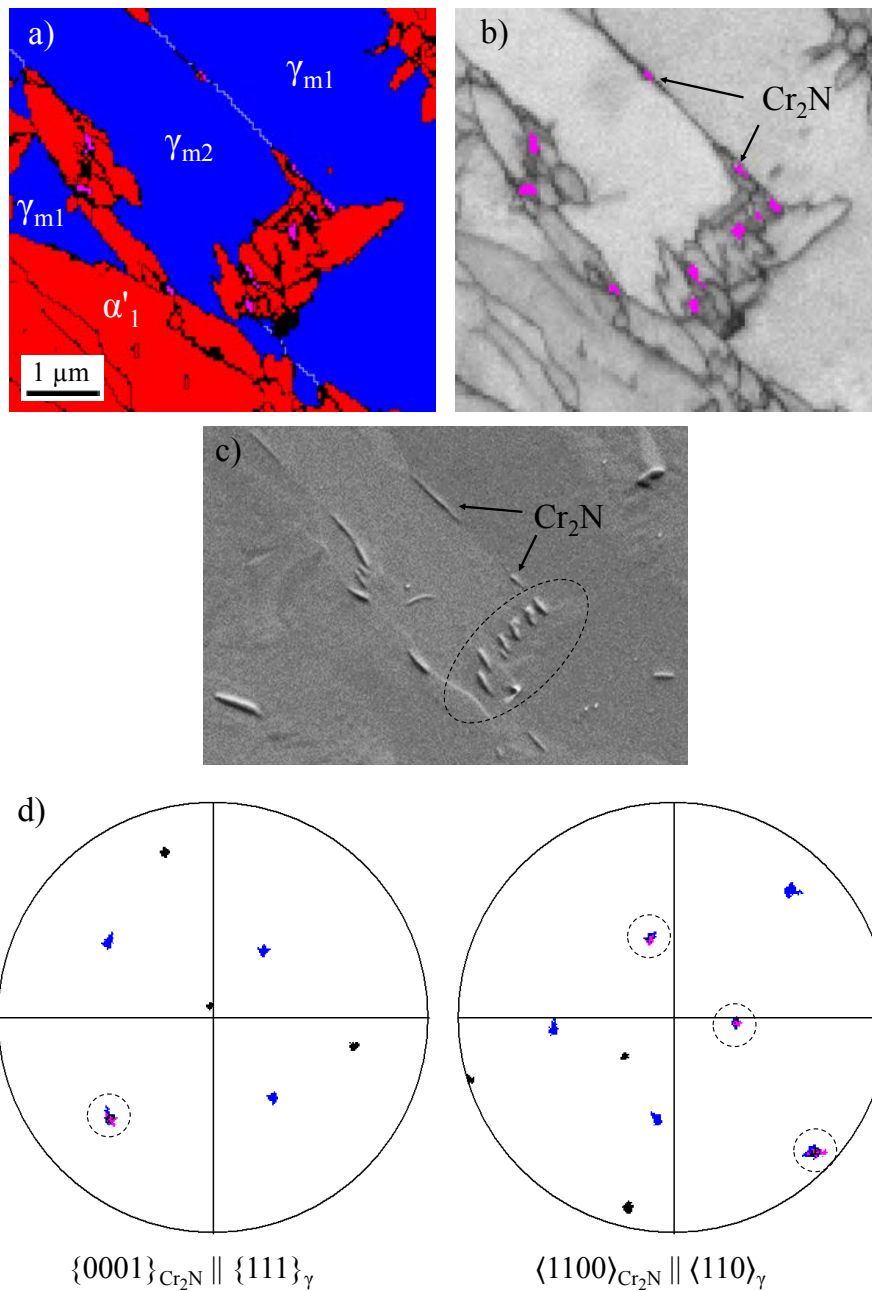 a)
γm1
γm2
γm1
α'1
1 µm
b)
Cr2N
c)
Cr2N
d)
{0001}Cr2N ∥ {111}γ
⟨1100⟩Cr2N ∥ ⟨110⟩γ